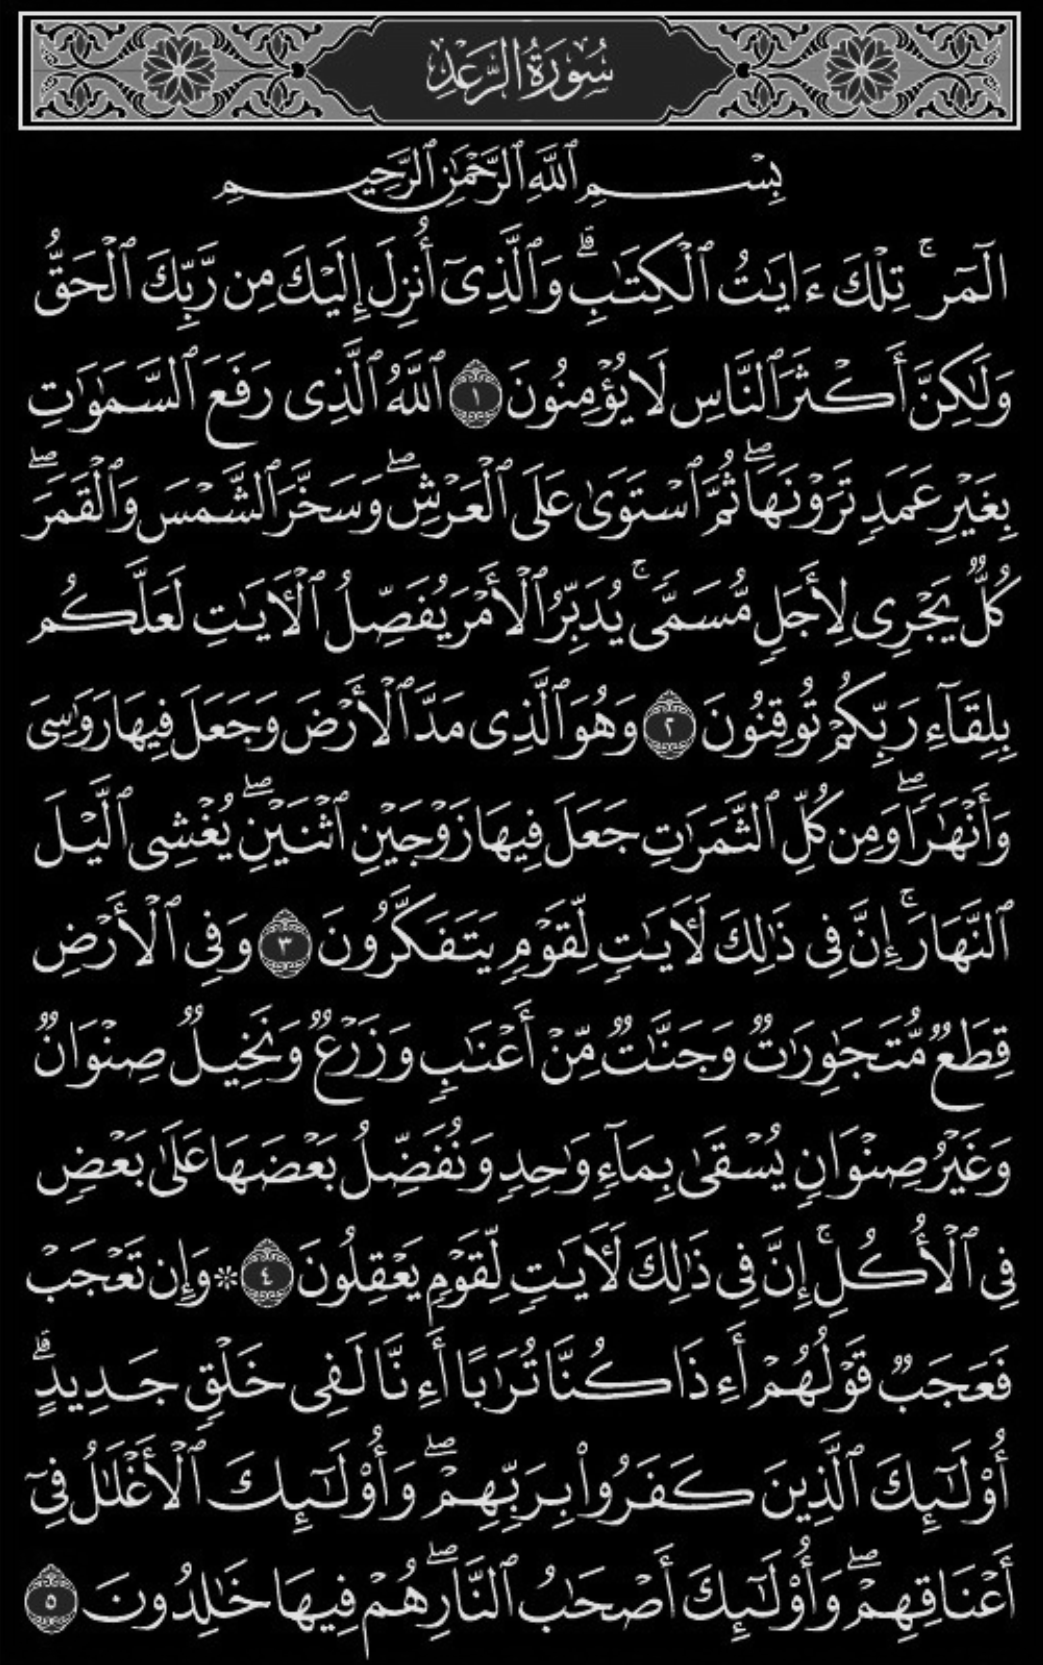 سُورَةُ الرَّعْدِ
بِسْمِ ٱللَّهِ ٱلرَّحْمَٰنِ ٱلرَّحِيمِ
الٓمٓرۚ تِلْكَ ءَايَٰتُ ٱلْكِتَٰبِۗ وَٱلَّذِىٓ أُنزِلَ إِلَيْكَ مِن رَّبِّكَ ٱلْحَقُّ
وَلَٰكِنَّ أَكْثَرَ ٱلنَّاسِ لَا يُؤْمِنُونَ ١ ٱللَّهُ ٱلَّذِى رَفَعَ ٱلسَّمَٰوَٰتِ
بِغَيْرِ عَمَدٍ تَرَوْنَهَاۖ ثُمَّ ٱسْتَوَىٰ عَلَى ٱلْعَرْشِۖ وَسَخَّرَ ٱلشَّمْسَ وَٱلْقَمَرَۖ
كُلٌّ يَجْرِى لِأَجَلٍ مُّسَمًّىۚ يُدَبِّرُ ٱلْأَمْرَ يُفَصِّلُ ٱلْءَايَٰتِ لَعَلَّكُم
بِلِقَآءِ رَبِّكُمْ تُوقِنُونَ ٢ وَهُوَ ٱلَّذِى مَدَّ ٱلْأَرْضَ وَجَعَلَ فِيهَا رَوَٰسِىَ
وَأَنْهَٰرًاۖ وَمِن كُلِّ ٱلثَّمَرَٰتِ جَعَلَ فِيهَا زَوْجَيْنِ ٱثْنَيْنِۖ يُغْشِى ٱلَّيْلَ
ٱلنَّهَارَۚ إِنَّ فِى ذَٰلِكَ لَءَايَٰتٍ لِّقَوْمٍ يَتَفَكَّرُونَ ٣ وَفِى ٱلْأَرْضِ
قِطَعٌ مُّتَجَٰوِرَٰتٌ وَجَنَّٰتٌ مِّنْ أَعْنَٰبٍ وَزَرْعٌ وَنَخِيلٌ صِنْوَانٌ
وَغَيْرُ صِنْوَانٍ يُسْقَىٰ بِمَآءٍ وَٰحِدٍ وَنُفَضِّلُ بَعْضَهَا عَلَىٰ بَعْضٍ
فِى ٱلْأُكُلِۚ إِنَّ فِى ذَٰلِكَ لَءَايَٰتٍ لِّقَوْمٍ يَعْقِلُونَ ٤ * وَإِن تَعْجَبْ
فَعَجَبٌ قَوْلُهُمْ أَءِذَا كُنَّا تُرَٰبًا أَءِنَّا لَفِى خَلْقٍ جَدِيدٍۗ
أُو۟لَٰٓئِكَ ٱلَّذِينَ كَفَرُوا۟ بِرَبِّهِمْۖ وَأُو۟لَٰٓئِكَ ٱلْأَغْلَٰلُ فِىٓ
أَعْنَاقِهِمْۖ وَأُو۟لَٰٓئِكَ أَصْحَٰبُ ٱلنَّارِۖ هُمْ فِيهَا خَٰلِدُونَ ٥